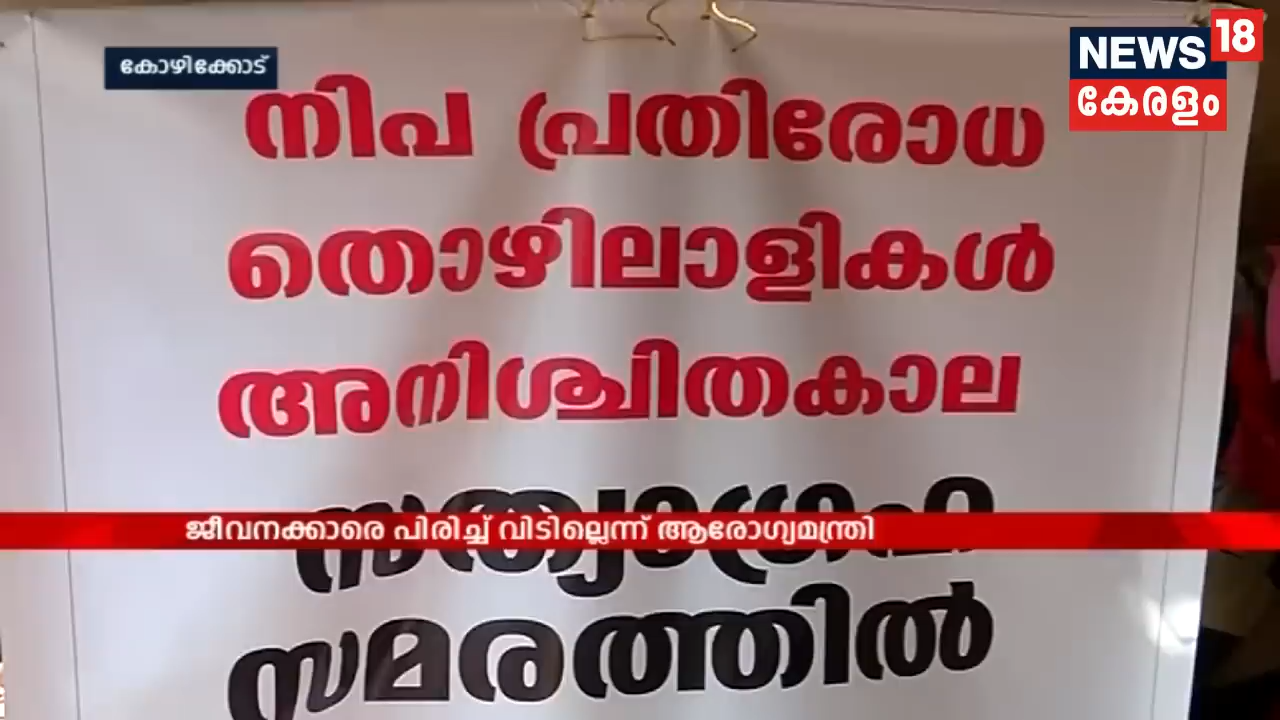 കോഴിക്കോട്
NEWS 18
കേരളം
നിപ പ്രതിരോധ
തൊഴിലാളികൾ
അനിശ്ചിതകാല
ജീവനക്കാരെ പിരിച്ച് വിടില്ലെന്ന് ആരോഗ്യമന്ത്രി
സമരത്തിൽ